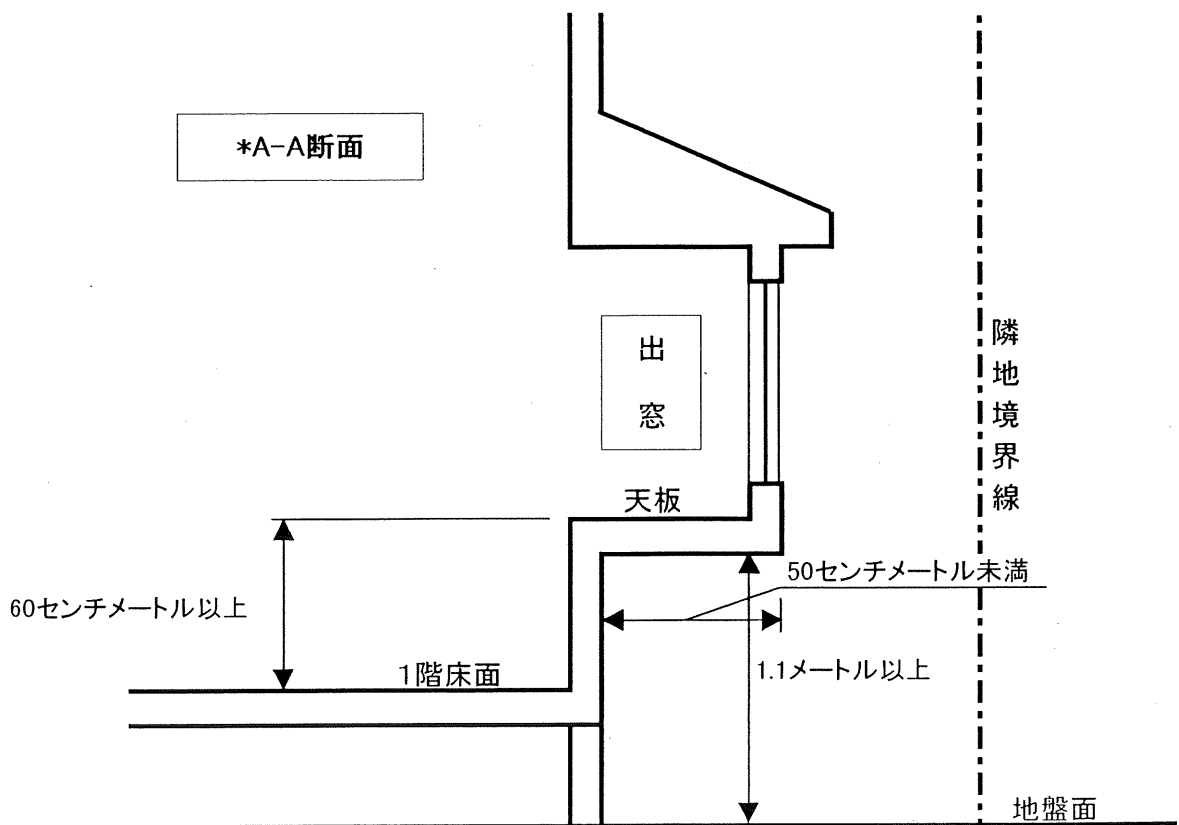 *A-A断面
出
窓
隣地境界線
天板
50センチメートル未満
60センチメートル以上
1階床面
1.1メートル以上
地盤面